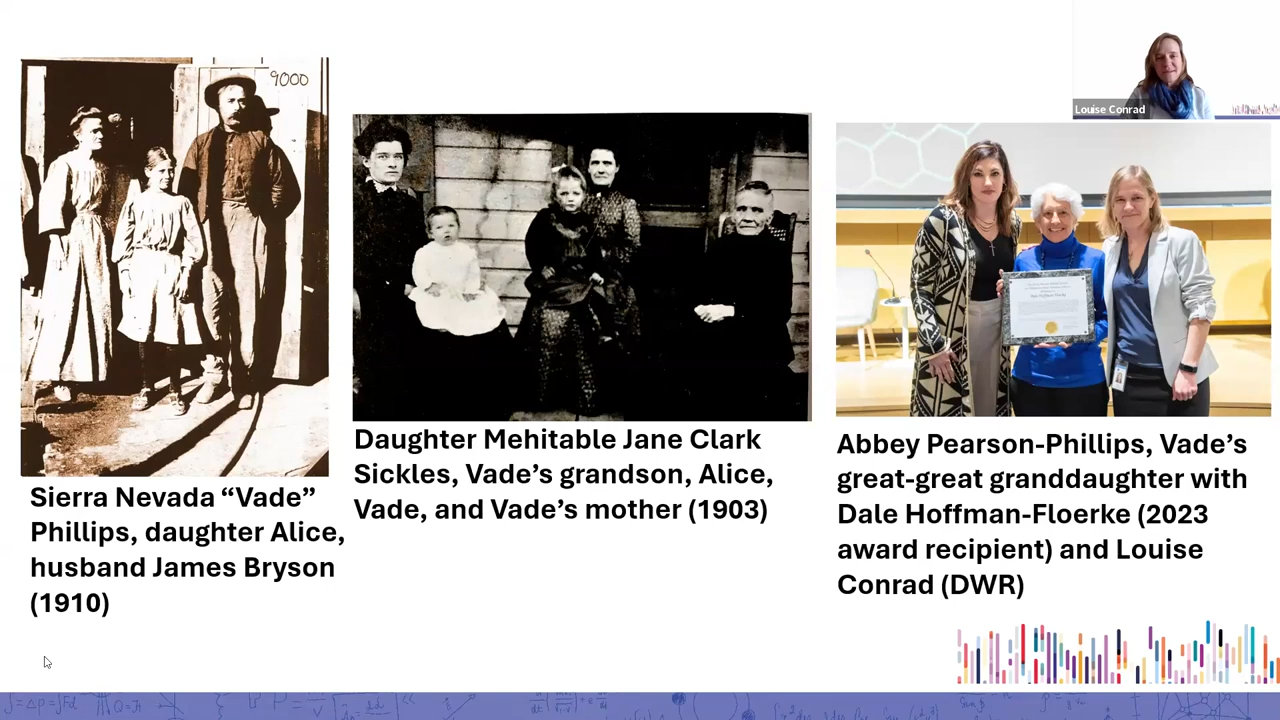 9000
Louise Conrad
Sierra Nevada “Vade”
Phillips, daughter Alice,
husband James Bryson
(1910)
Daughter Mehitable Jane Clark
Sickles, Vade’s grandson, Alice,
Vade, and Vade’s mother (1903)
Abbey Pearson-Phillips, Vade’s
great-great granddaughter with
Dale Hoffman-Floerke (2023
award recipient) and Louise
Conrad (DWR)